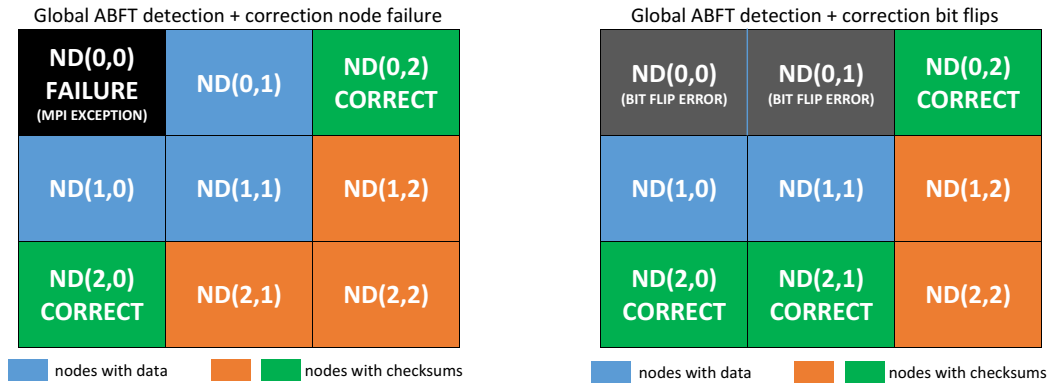 Global ABFT detection + correction node failure
ND(0,0)
FAILURE
(MPI EXCEPTION)
ND(0,1)
ND(0,2)
CORRECT
ND(1,0)
ND(1,1)
ND(1,2)
ND(2,0)
CORRECT
ND(2,1)
ND(2,2)
nodes with data
nodes with checksums
Global ABFT detection + correction bit flips
ND(0,0)
(BIT FLIP ERROR)
ND(0,1)
(BIT FLIP ERROR)
ND(0,2)
CORRECT
ND(1,0)
ND(1,1)
ND(1,2)
ND(2,0)
CORRECT
ND(2,1)
CORRECT
ND(2,2)
nodes with data
nodes with checksums